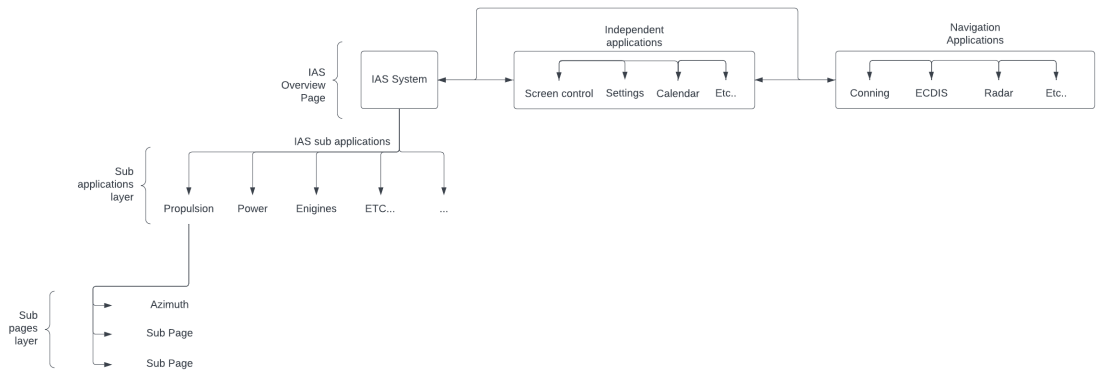 Independent
applications
Navigation
Applications
IAS
Overview
Page
IAS System
Screen control
Settings
Calendar
Etc..
Conning
ECDIS
Radar
Etc..
IAS sub applications
Sub
applications
layer
Propulsion
Power
Enigines
ETC...
...
Sub
pages
layer
Azimuth
Sub Page
Sub Page